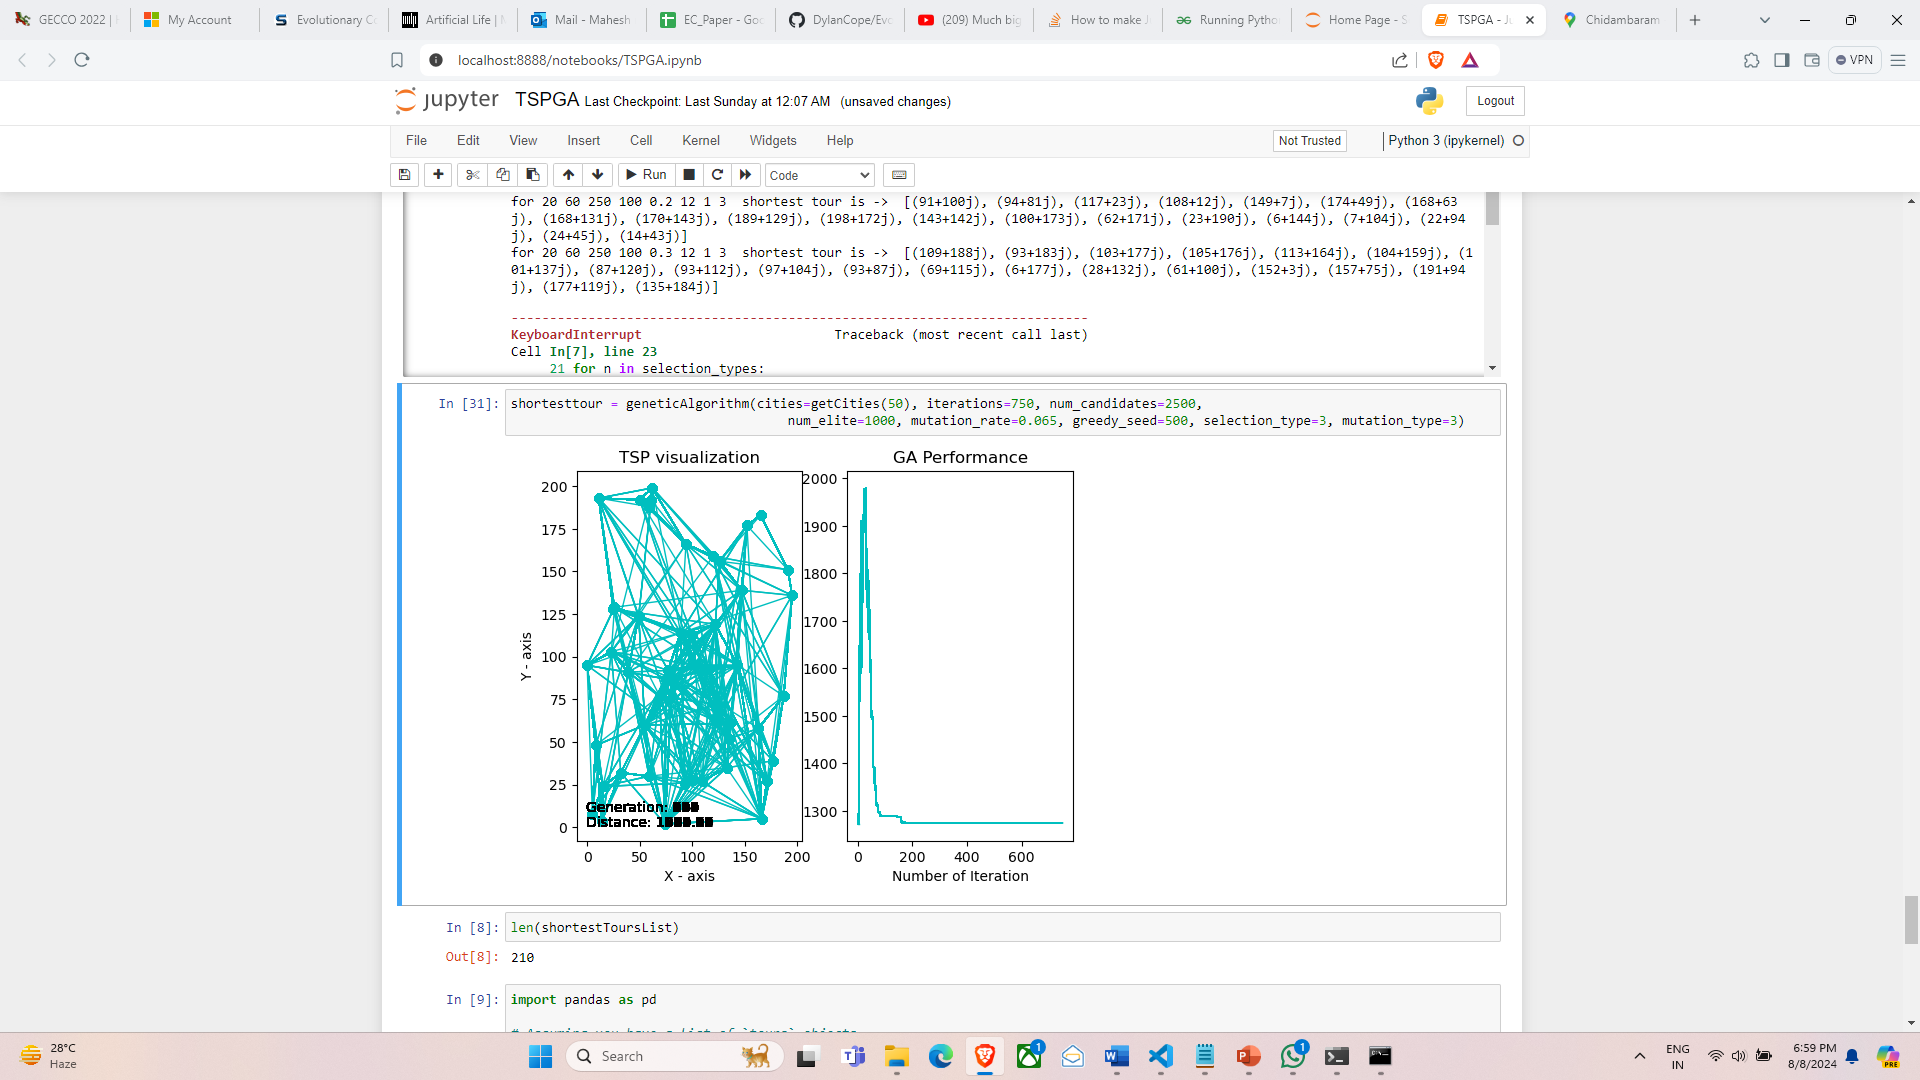 GECCO 2022 |
My Account
Evolutionary Co
Artificial Life | M
Mail - Mahesh
EC_Paper - Goo
DylanCope/Evo
(209) Much big
How to make J
Running Pytho
Home Page - S
TSPGA - Ju
Chidambaram
localhost:8888/notebooks/TSPGA.ipynb
VPN
jupyter TSPGA Last Checkpoint: Last Sunday at 12:07 AM (unsaved changes)
Logout
File Edit View Insert Cell Kernel Widgets Help
Not Trusted
Python 3 (ipykernel)
Run
Code
for 20 60 250 100 0.2 12 1 3  shortest tour is ->  [(91+100j), (94+81j), (117+23j), (108+12j), (149+7j), (174+49j), (168+63
j), (168+131j), (170+143j), (189+129j), (198+172j), (143+142j), (100+173j), (62+171j), (23+190j), (6+144j), (7+104j), (22+94
j), (24+45j), (14+43j)]
for 20 60 250 100 0.3 12 1 3  shortest tour is ->  [(109+188j), (93+183j), (103+177j), (105+176j), (113+164j), (104+159j), (1
01+137j), (87+120j), (93+112j), (97+104j), (93+87j), (69+115j), (6+177j), (28+132j), (61+100j), (152+3j), (157+75j), (191+94
j), (177+119j), (135+184j)]
---------------------------------------------------------------------------
KeyboardInterrupt                         Traceback (most recent call last)
Cell In[7], line 23
21 for n in selection_types:
In [31]: shortesttour = geneticAlgorithm(cities=getCities(50), iterations=750, num_candidates=2500,
num_elite=1000, mutation_rate=0.065, greedy_seed=500, selection_type=3, mutation_type=3)
TSP visualization
GA Performance
200
175
150
125
100
75
50
25
0
Y - axis
Generation:
Distance:
0 50 100 150 200
X - axis
2000
1900
1800
1700
1600
1500
1400
1300
0 200 400 600
Number of Iteration
In [8]: len(shortestToursList)
Out[8]: 210
In [9]: import pandas as pd
# Assuming you have a list of `tours` objects
28°C
Haze
Search
1
1
ENG
IN
6:59 PM
8/8/2024
PRE